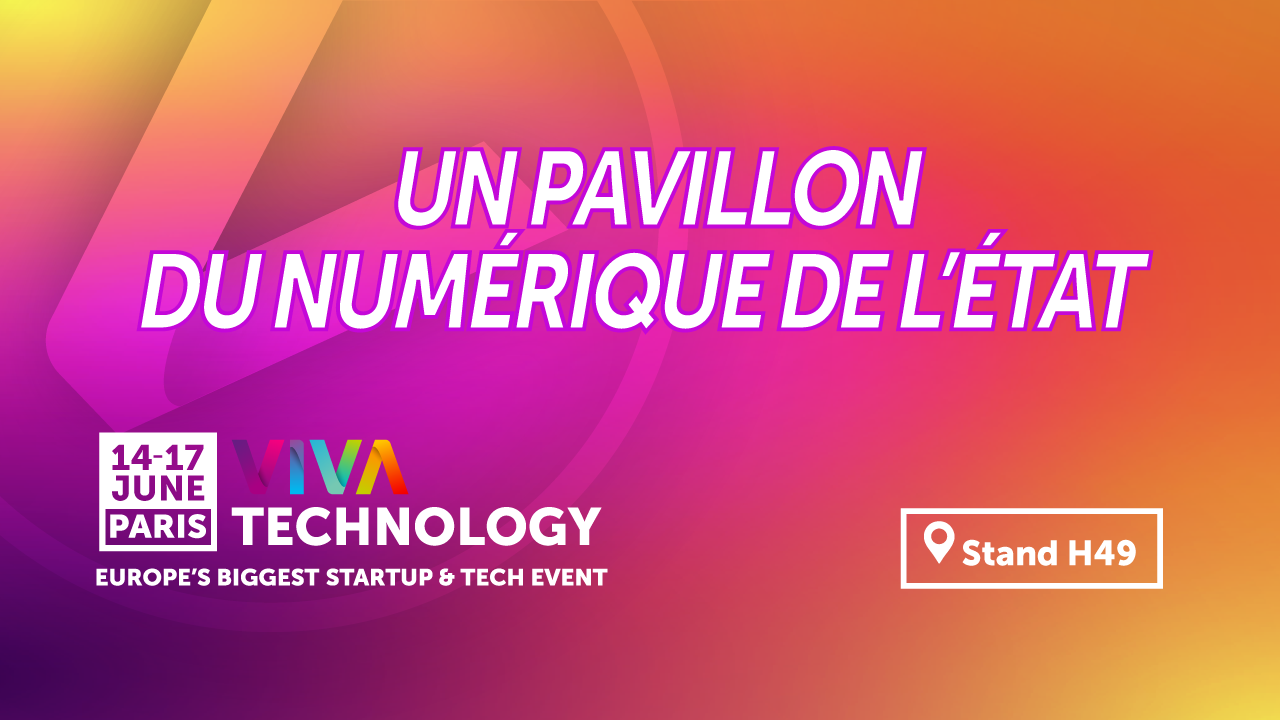 UN PAVILLON
DU NUMÉRIQUE DE L'ÉTAT
14-17
JUNE
PARIS
VIVA
TECHNOLOGY
EUROPE'S BIGGEST STARTUP & TECH EVENT
Stand H49